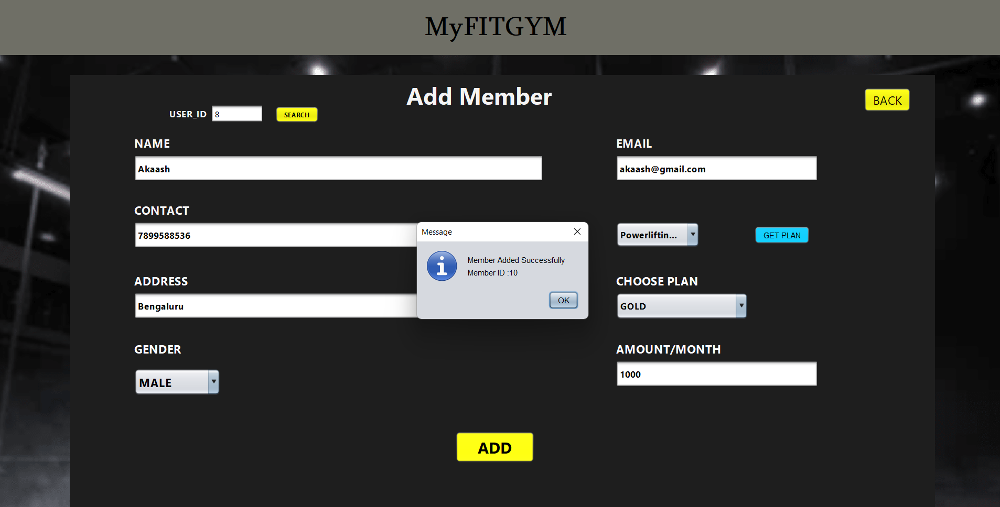 MyFITGYM
Add Member
BACK
USER_ID 8 SEARCH
NAME
EMAIL
Akaash
akaash@gmail.com
CONTACT
7899588536
Powerliftin...
GET PLAN
Message
Member Added Successfully
Member ID :10
OK
ADDRESS
CHOOSE PLAN
Bengaluru
GOLD
GENDER
AMOUNT/MONTH
MALE
1000
ADD